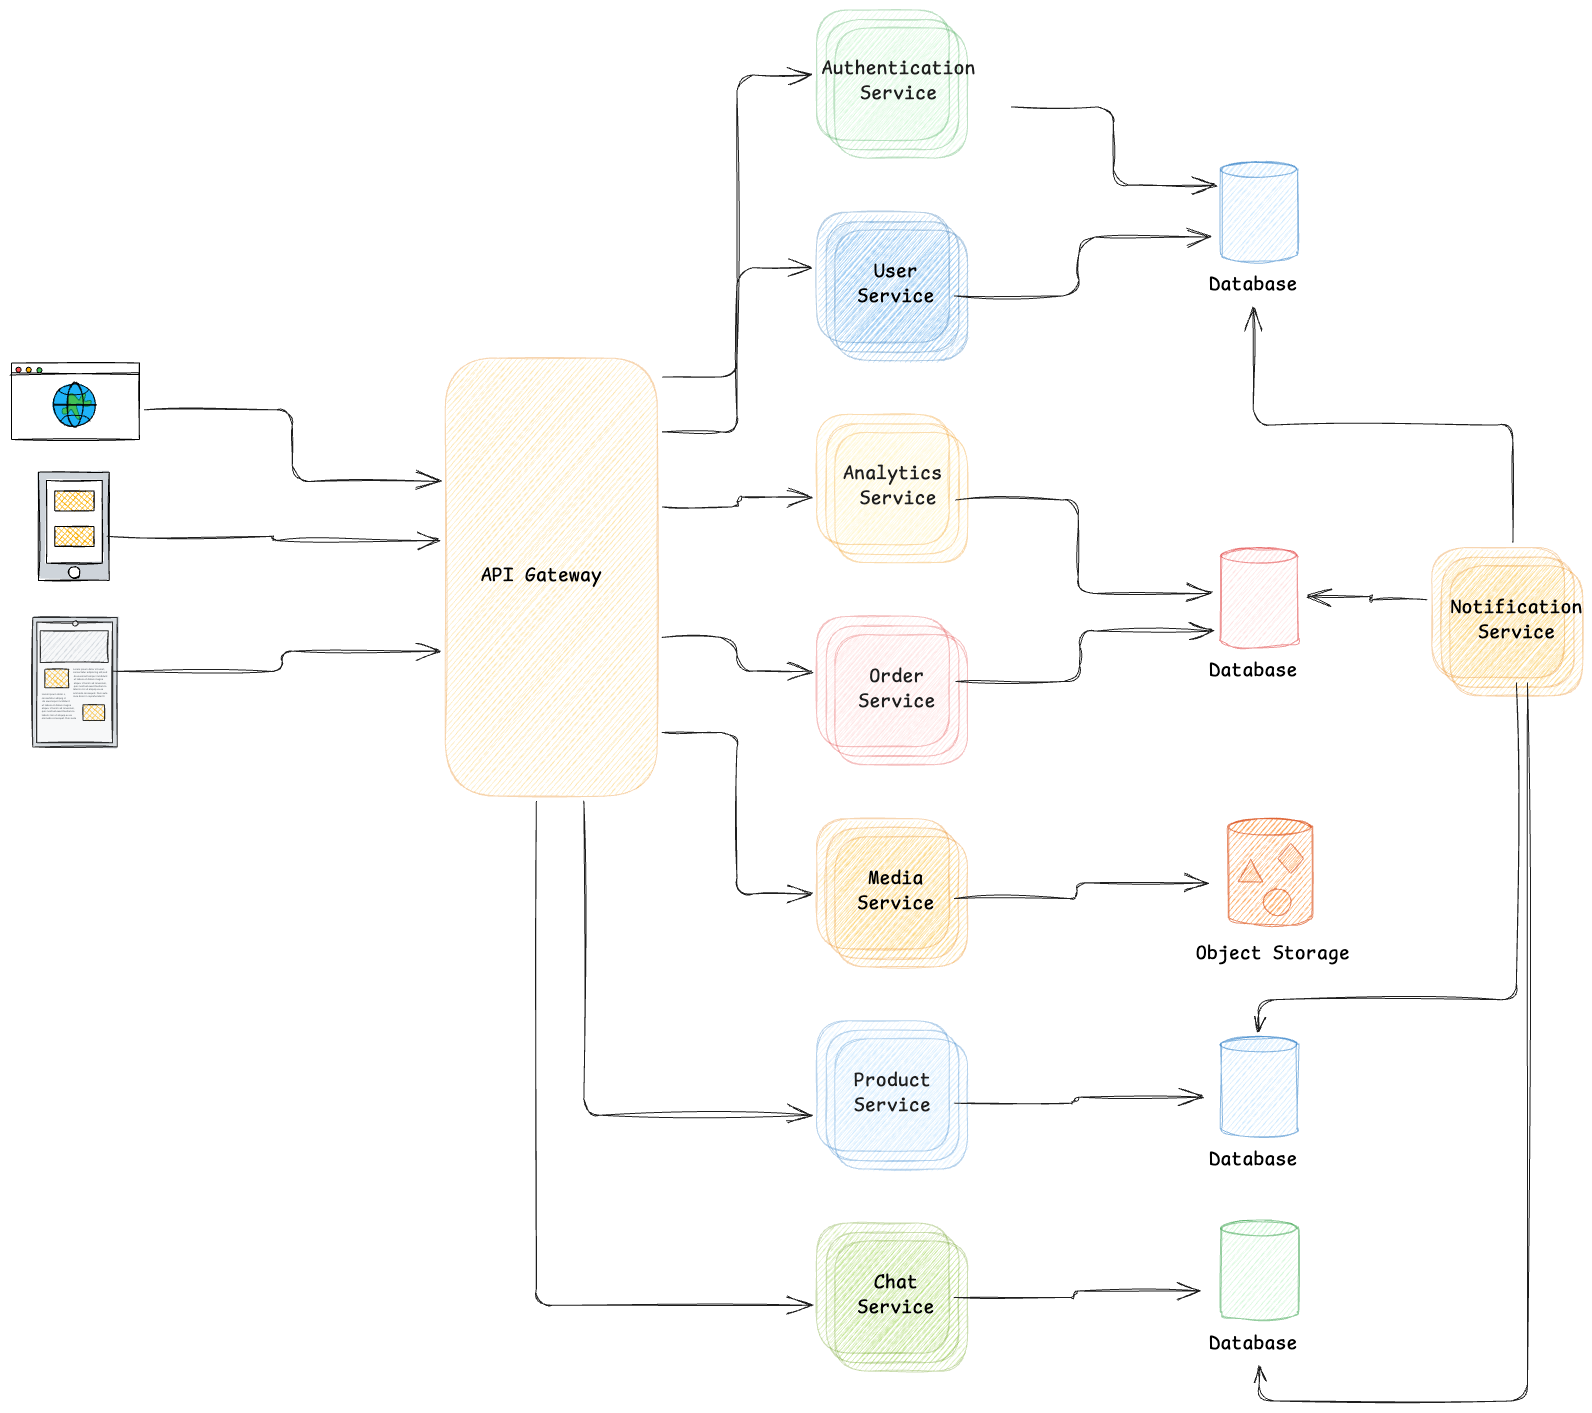 Authentication
Service
User
Service
Database
Analytics
Service
API Gateway
Notification
Service
Database
Order
Service
Media
Service
Object Storage
Product
Service
Database
Chat
Service
Database